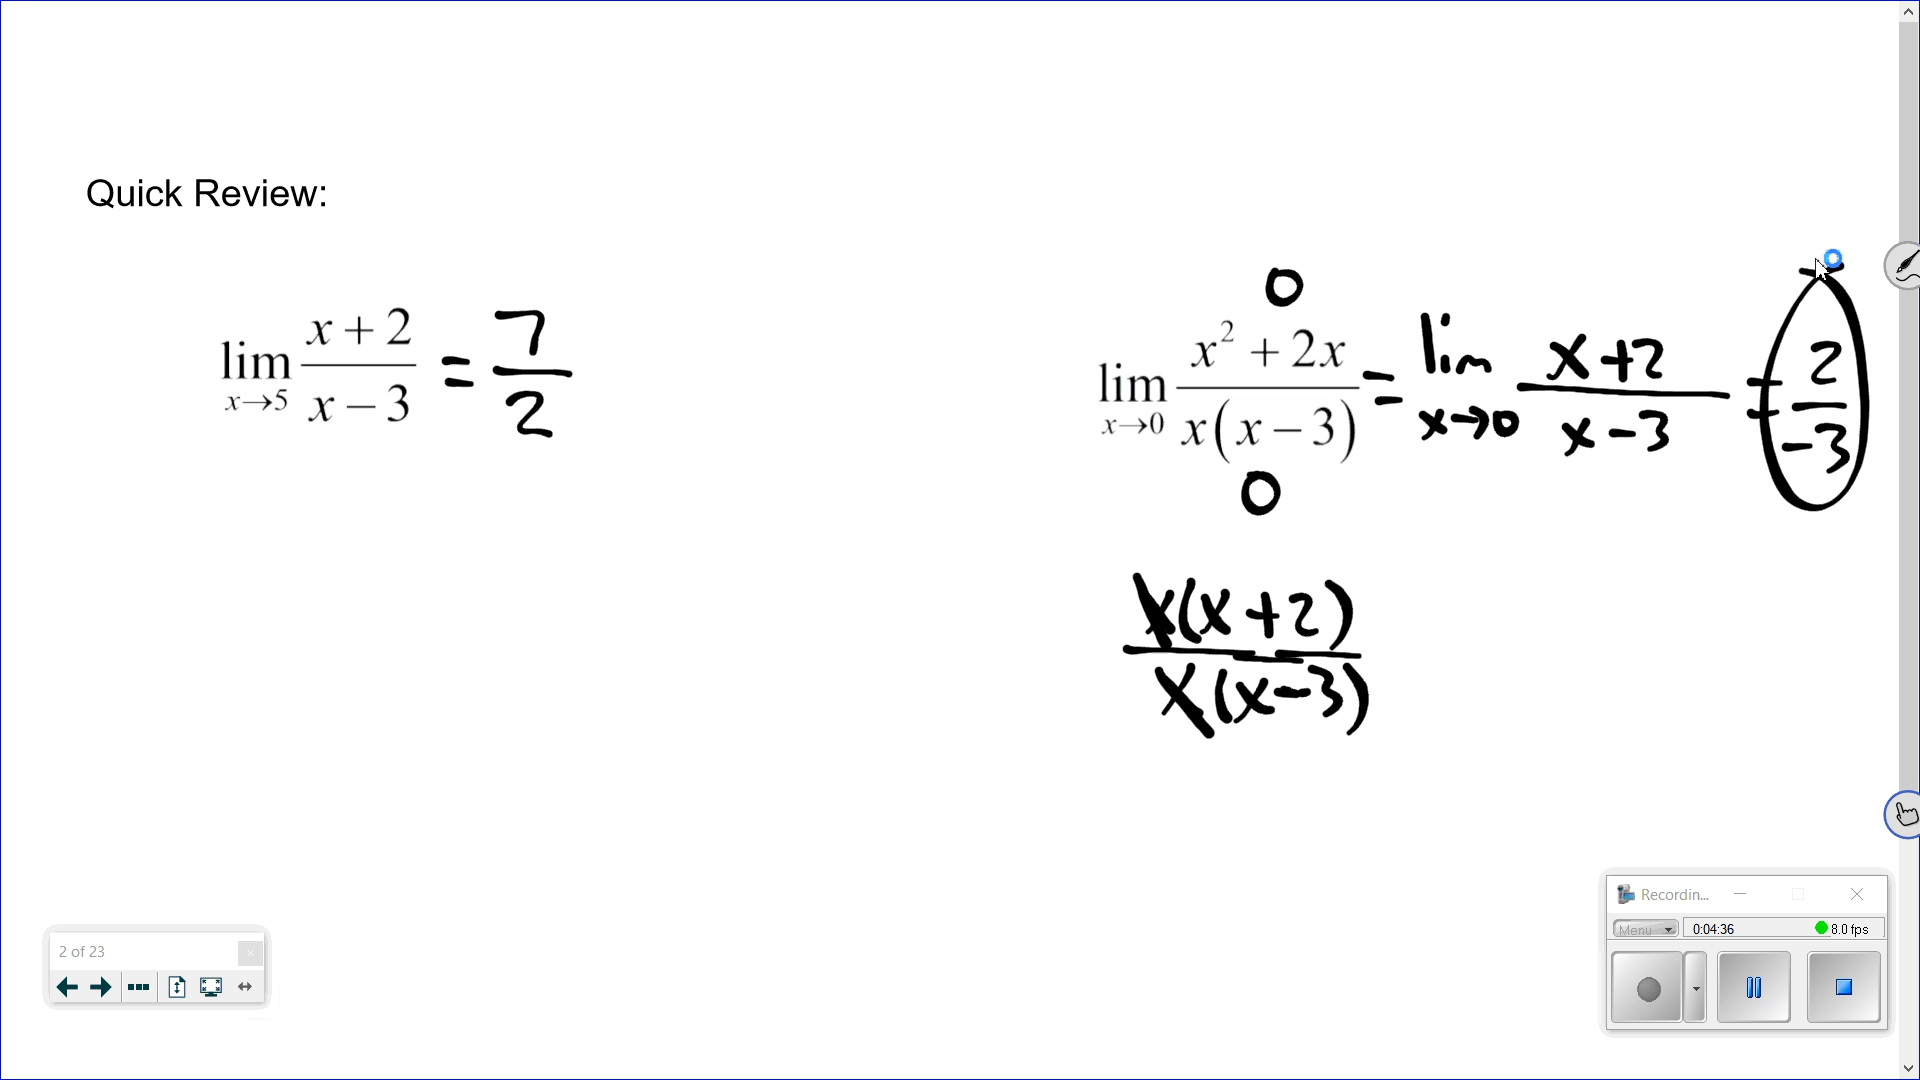 Quick Review:
lim x→5 (x + 2)/(x − 3) = 7/2
0
lim x→0 (x² + 2x)/(x(x − 3)) = lim x→0 (x+2)/(x−3) = 2/−3
0
x(x+2)
x(x−3)
2 of 23
Recordin...
Menu 0:04:36 8.0 fps